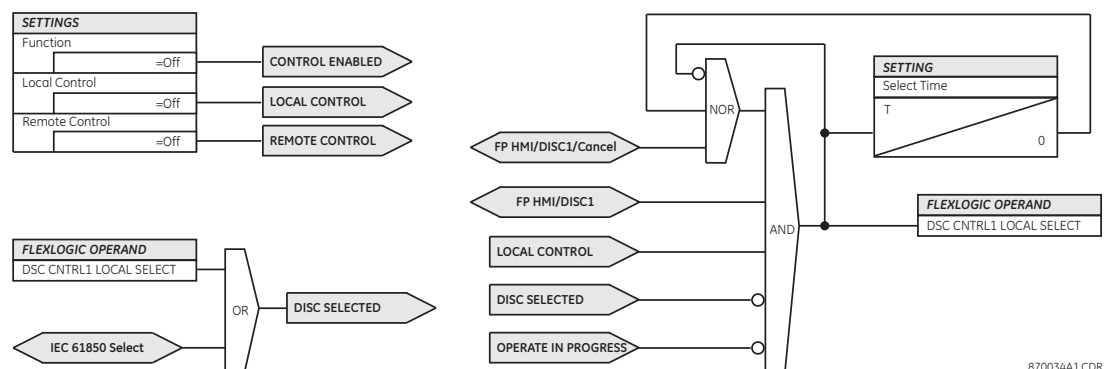 SETTINGS
Function
=Off
CONTROL ENABLED
Local Control
=Off
LOCAL CONTROL
Remote Control
=Off
REMOTE CONTROL
FLEXLOGIC OPERAND
DSC CNTRL1 LOCAL SELECT
OR
DISC SELECTED
IEC 61850 Select
SETTING
Select Time
T
0
NOR
FP HMI/DISC1/Cancel
FP HMI/DISC1
AND
LOCAL CONTROL
DISC SELECTED
OPERATE IN PROGRESS
FLEXLOGIC OPERAND
DSC CNTRL1 LOCAL SELECT
870034A1.CDR